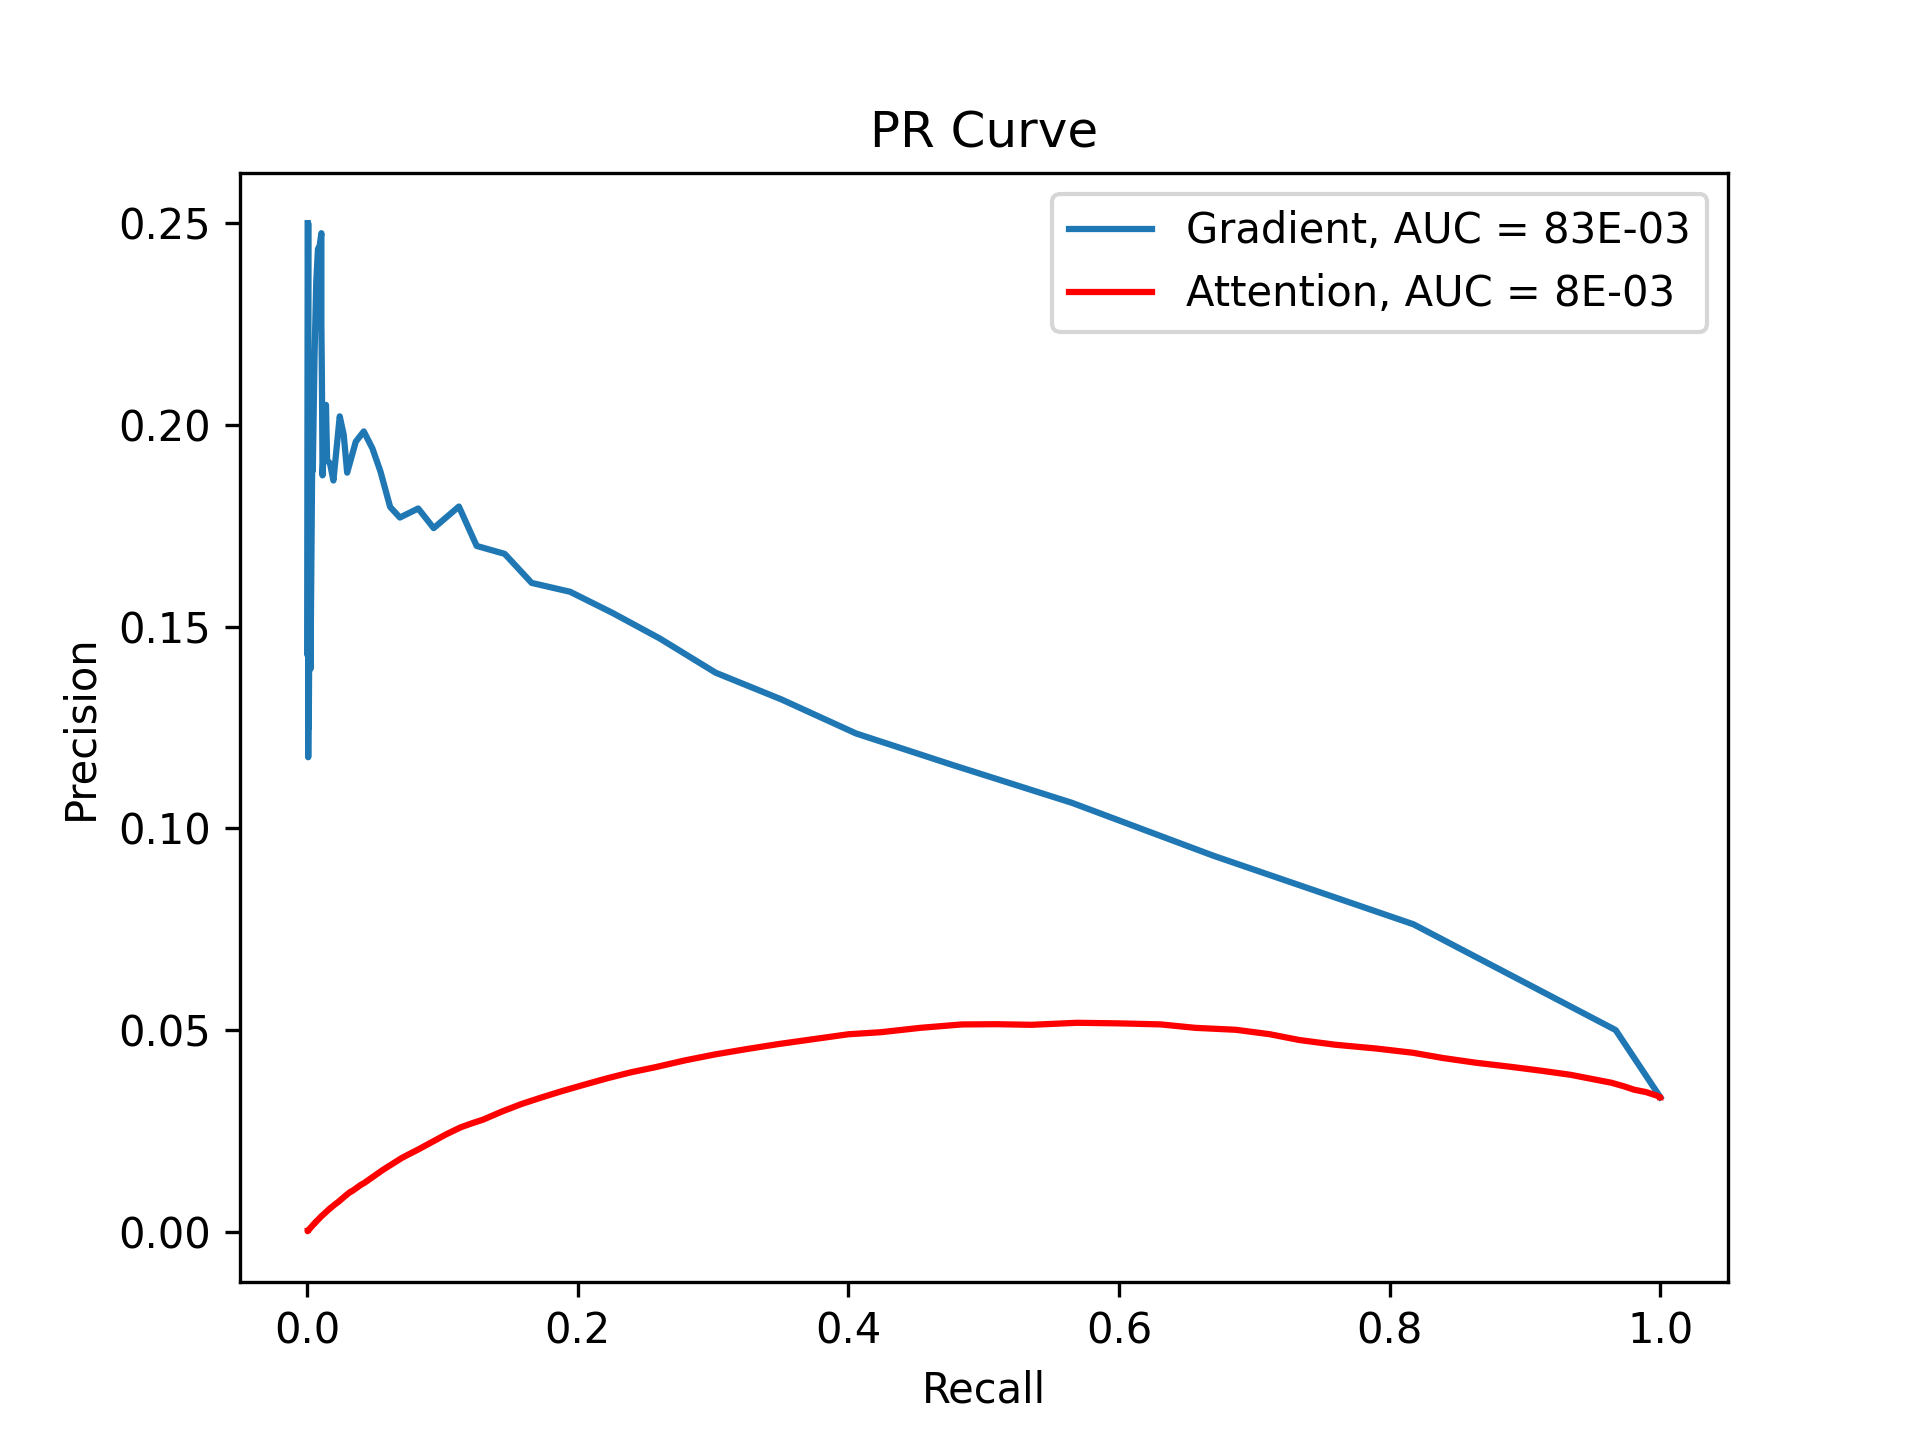 PR Curve
Gradient, AUC = 83E-03
Attention, AUC = 8E-03
0.25
0.20
0.15
0.10
0.05
0.00
Precision
0.0 0.2 0.4 0.6 0.8 1.0
Recall